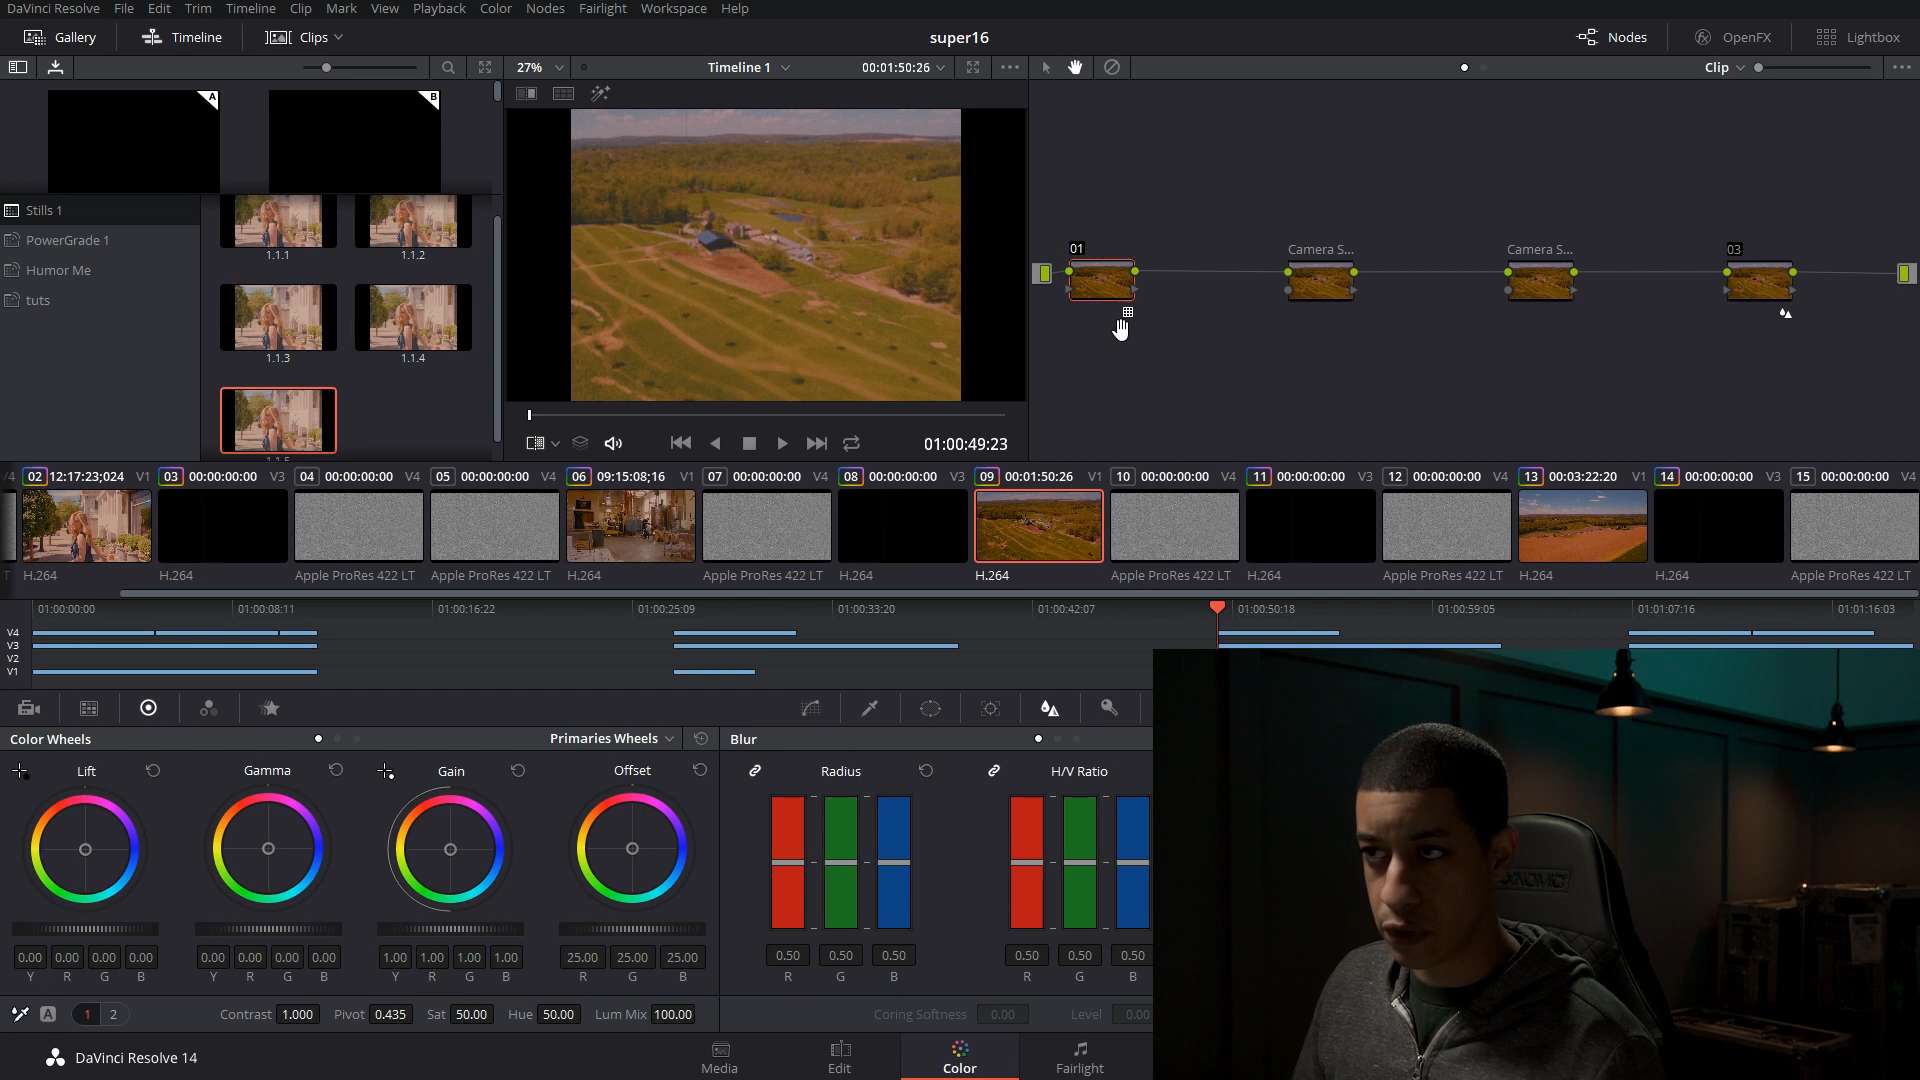 DaVinci Resolve File Edit Trim Timeline Clip Mark View Playback Color Nodes Fairlight Workspace Help
Gallery Timeline Clips super16 Nodes OpenFX Lightbox
27% Timeline 1 00:01:50:26 Clip
A B
Stills 1
PowerGrade 1
Humor Me
tuts
1.1.1 1.1.2
1.1.3 1.1.4
01 Camera S... Camera S... 03
01:00:49:23
02 12:17:23;024 V1 03 00:00:00:00 V3 04 00:00:00:00 V4 05 00:00:00:00 V4 06 09:15:08;16 V1 07 00:00:00:00 V4 08 00:00:00:00 V3 09 00:01:50:26 V1 10 00:00:00:00 V4 11 00:00:00:00 V3 12 00:00:00:00 V4 13 00:03:22:20 V1 14 00:00:00:00 V3 15 00:00:00:00 V4
H.264 H.264 Apple ProRes 422 LT Apple ProRes 422 LT H.264 Apple ProRes 422 LT H.264 H.264 Apple ProRes 422 LT H.264 Apple ProRes 422 LT H.264 H.264 Apple ProRes 422 LT
01:00:00:00 01:00:08:11 01:00:16:22 01:00:25:09 01:00:33:20 01:00:42:07 01:00:50:18 01:00:59:05 01:01:07:16 01:01:16:03
V4
V3
V2
V1
Color Wheels Primaries Wheels Blur
Lift Gamma Gain Offset Radius H/V Ratio
0.00 0.00 0.00 0.00 0.00 0.00 0.00 0.00 1.00 1.00 1.00 1.00 25.00 25.00 25.00 0.50 0.50 0.50 0.50 0.50 0.50
Y R G B Y R G B Y R G B R G B R G B R G B
A 1 2 Contrast 1.000 Pivot 0.435 Sat 50.00 Hue 50.00 Lum Mix 100.00 Coring Softness 0.00 Level 0.00
DaVinci Resolve 14 Media Edit Color Fairlight